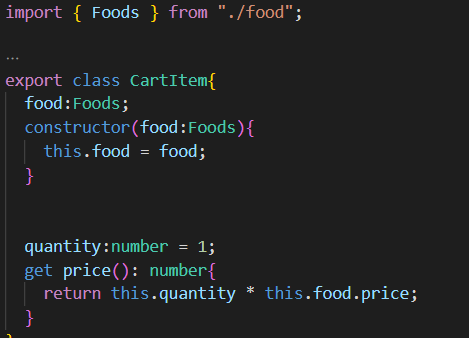 import { Foods } from "./food";
...
export class CartItem{
food:Foods;
constructor(food:Foods){
this.food = food;
}
quantity:number = 1;
get price(): number{
return this.quantity * this.food.price;
}
}